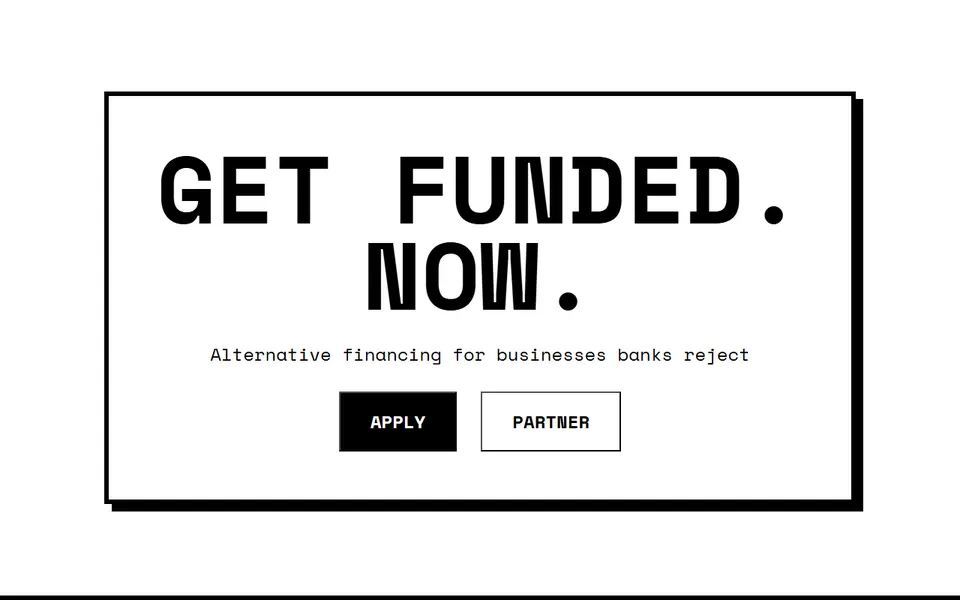 GET FUNDED.
NOW.
Alternative financing for businesses banks reject
APPLY
PARTNER